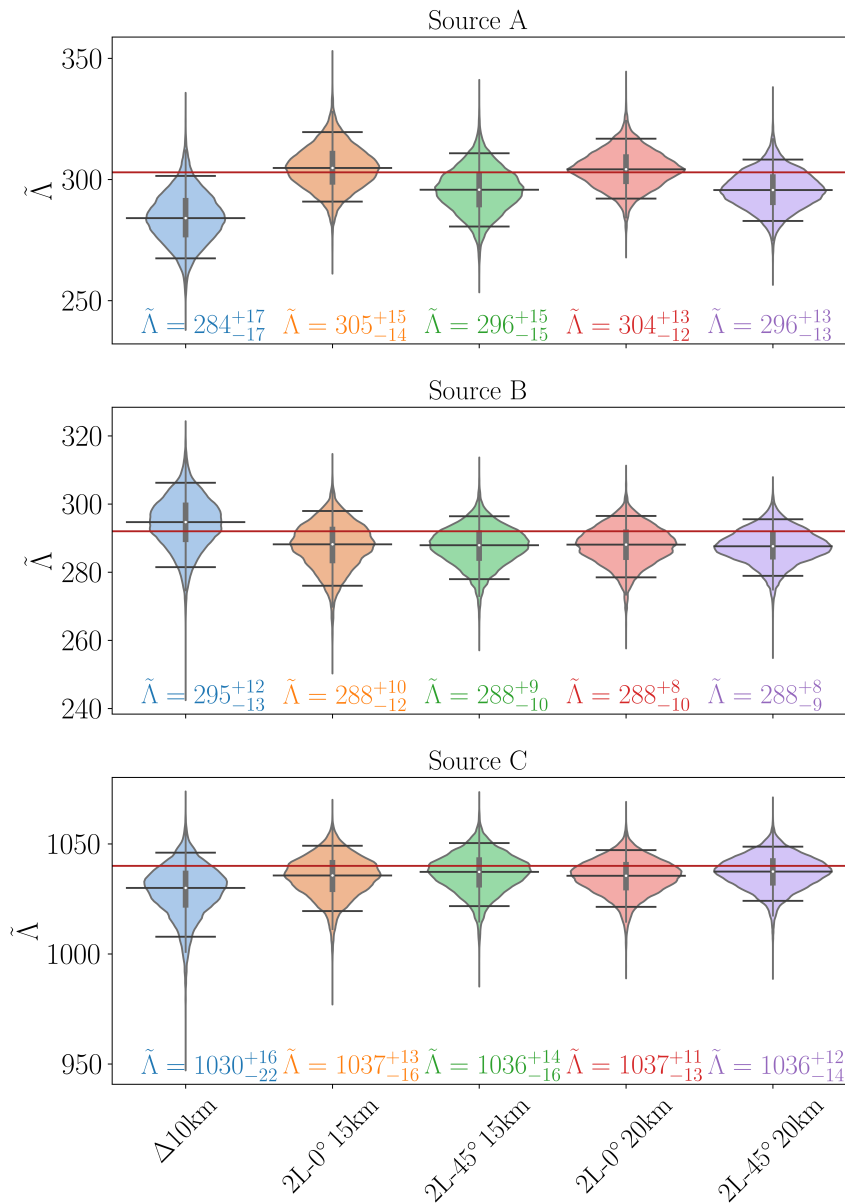 Source A
350
300
250
Λ̃
Λ̃ = 284⁺¹⁷₋₁₇ Λ̃ = 305⁺¹⁵₋₁₄ Λ̃ = 296⁺¹⁵₋₁₅ Λ̃ = 304⁺¹³₋₁₂ Λ̃ = 296⁺¹³₋₁₃
Source B
320
300
280
260
240
Λ̃
Λ̃ = 295⁺¹²₋₁₃ Λ̃ = 288⁺¹⁰₋₁₂ Λ̃ = 288⁺⁹₋₁₀ Λ̃ = 288⁺⁸₋₁₀ Λ̃ = 288⁺⁸₋₉
Source C
1050
1000
950
Λ̃
Λ̃ = 1030⁺¹⁶₋₂₂ Λ̃ = 1037⁺¹³₋₁₆ Λ̃ = 1036⁺¹⁴₋₁₆ Λ̃ = 1037⁺¹¹₋₁₃ Λ̃ = 1036⁺¹²₋₁₄
Δ10km
2L-0° 15km
2L-45° 15km
2L-0° 20km
2L-45° 20km